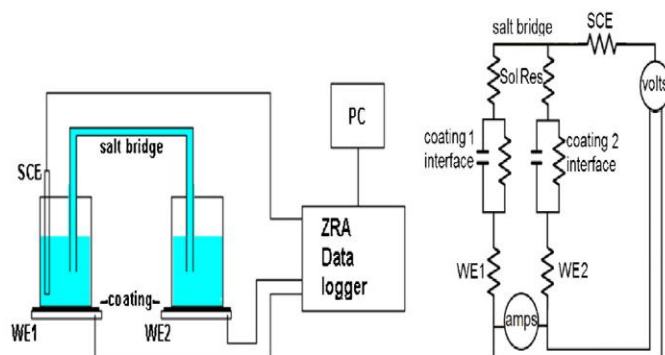 salt bridge
SCE
PC
ZRA
Data
logger
-coating-
WE1
WE2
salt bridge
SCE
Sol Res
volts
coating 1
interface
coating 2
interface
WE1
WE2
amps